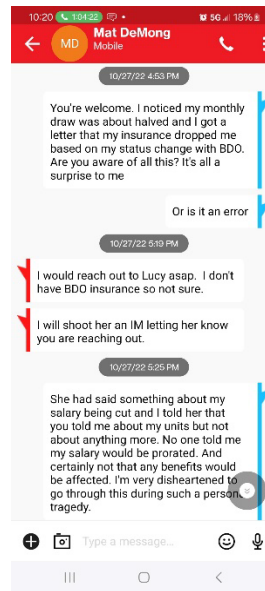 10:20 1:04:22 5G 18%
MD Mat DeMong
Mobile
10/27/22 4:53 PM
You're welcome. I noticed my monthly
draw was about halved and I got a
letter that my insurance dropped me
based on my status change with BDO.
Are you aware of all this? It's all a
surprise to me
Or is it an error
10/27/22 5:19 PM
I would reach out to Lucy asap. I don't
have BDO insurance so not sure.
I will shoot her an IM letting her know
you are reaching out.
10/27/22 5:25 PM
She had said something about my
salary being cut and I told her that
you told me about my units but not
about anything more. No one told me
my salary would be prorated. And
certainly not that any benefits would
be affected. I'm very disheartened to
go through this during such a
tragedy.
Type a message...